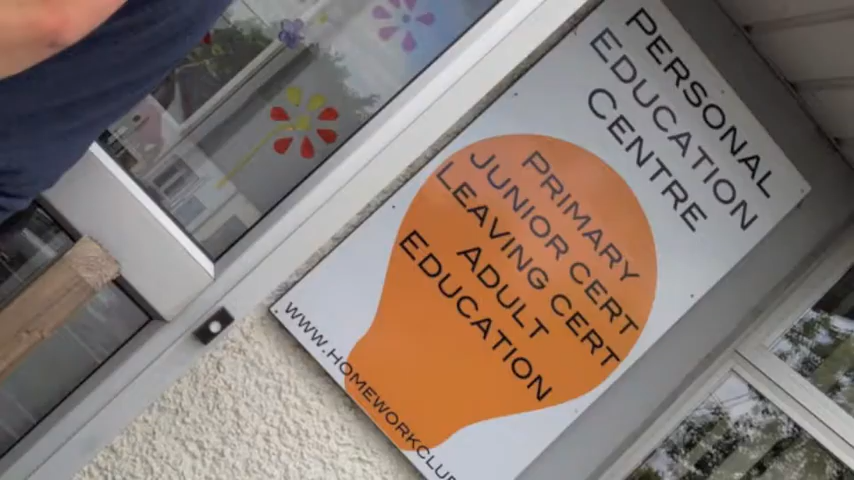 PERSONAL
EDUCATION
CENTRE
PRIMARY
JUNIOR CERT
LEAVING CERT
ADULT
EDUCATION
WWW.HOMEWORKCLUB